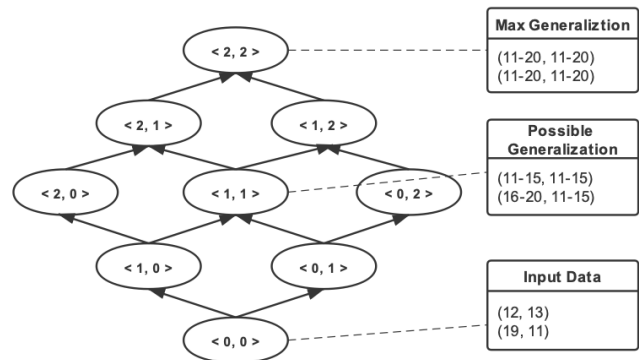 < 2, 2 >
< 2, 1 >
< 1, 2 >
< 2, 0 >
< 1, 1 >
< 0, 2 >
< 1, 0 >
< 0, 1 >
< 0, 0 >
Max Generaliztion
(11-20, 11-20)
(11-20, 11-20)
Possible
Generalization
(11-15, 11-15)
(16-20, 11-15)
Input Data
(12, 13)
(19, 11)